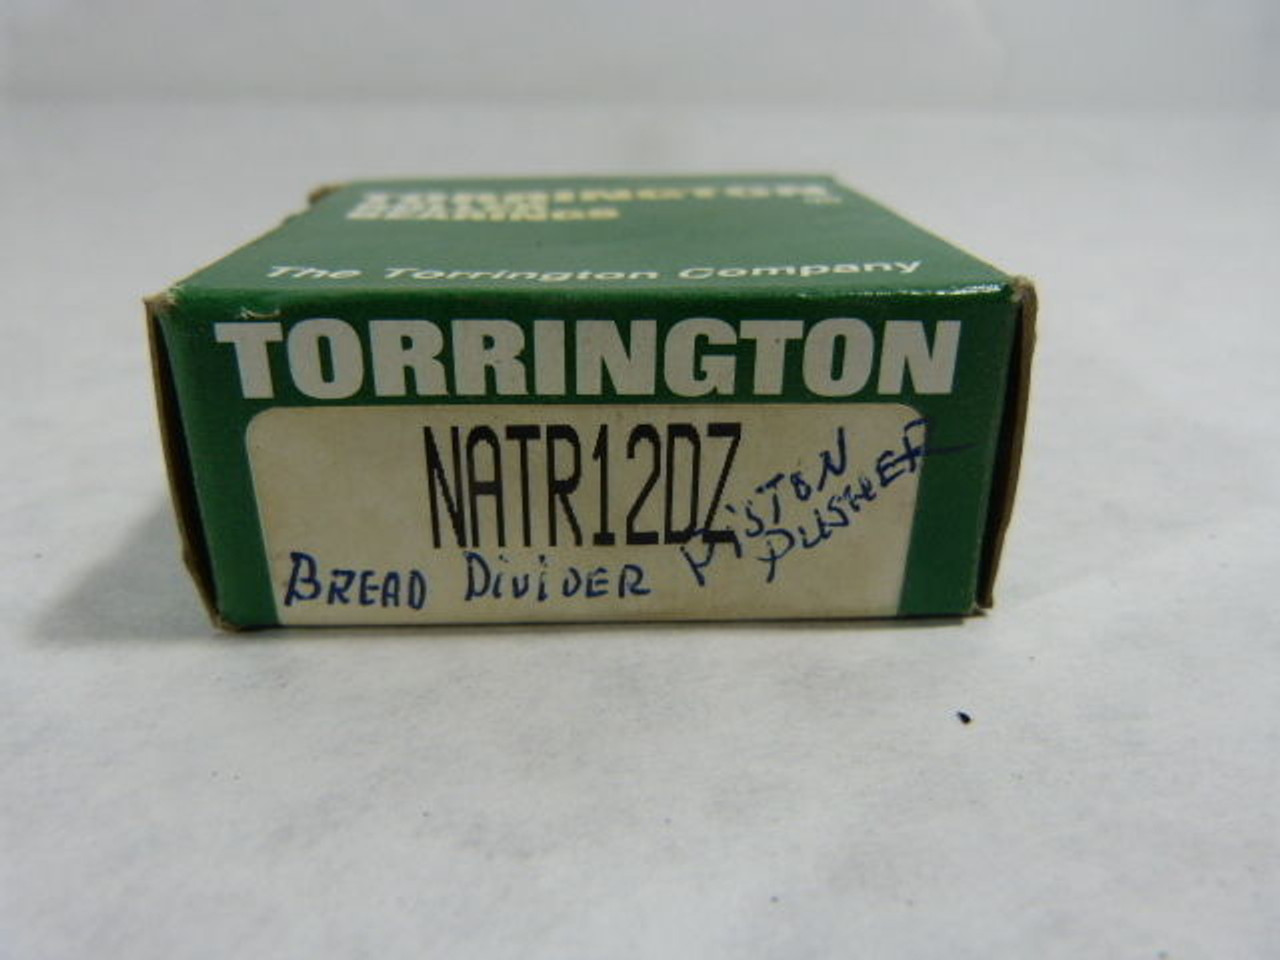 TORRINGTON
BEARINGS
The Torrington Company
TORRINGTON
NATR12DZ
BREAD DIVIDER PISTON
PUSHER